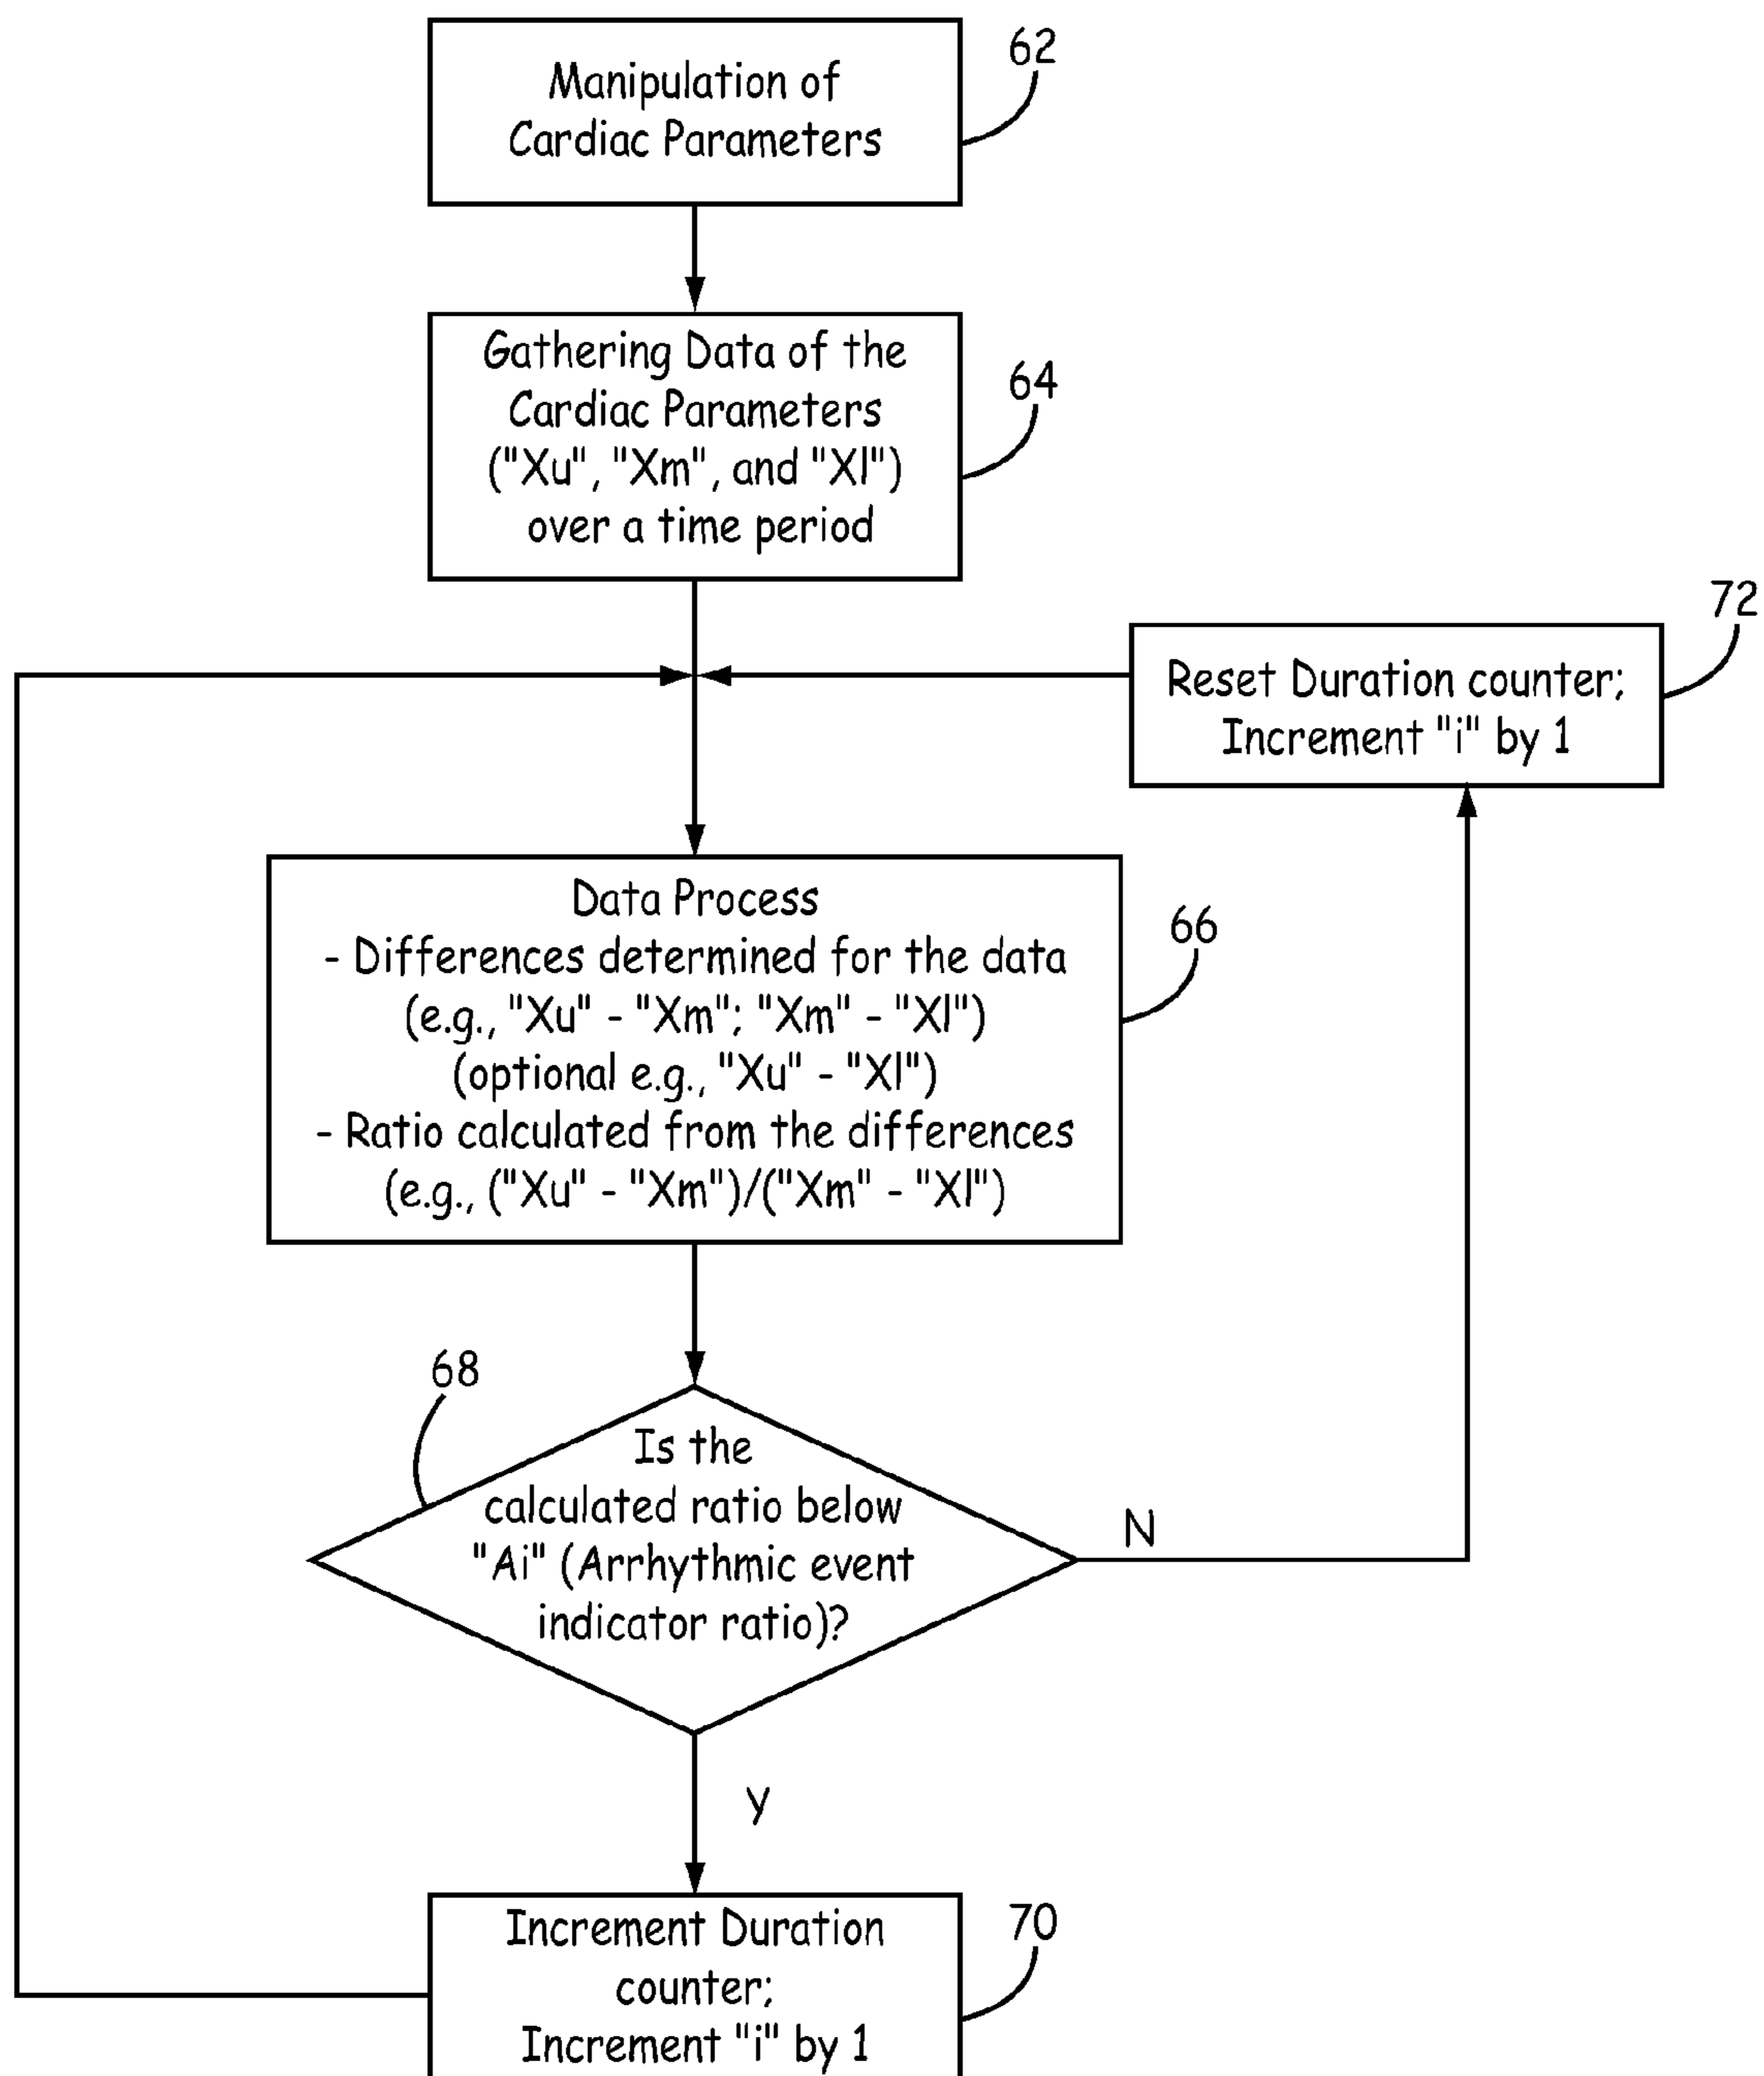 Manipulation of
Cardiac Parameters
62
Gathering Data of the
Cardiac Parameters
("Xu", "Xm", and "Xl")
over a time period
64
Reset Duration counter;
Increment "i" by 1
72
Data Process
- Differences determined for the data
(e.g., "Xu" - "Xm"; "Xm" - "Xl")
(optional e.g., "Xu" - "Xl")
- Ratio calculated from the differences
(e.g., ("Xu" - "Xm")/("Xm" - "Xl")
66
68
Is the
calculated ratio below
"Ai" (Arrhythmic event
indicator ratio)?
N
y
Increment Duration
counter;
Increment "i" by 1
70